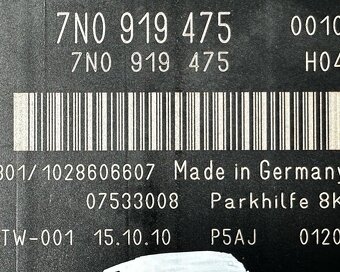 7N0 919 475 0010
7N0 919 475 H04
301/1028606607 Made in Germany
07533008 Parkhilfe 8K
TW-001 15.10.10 P5AJ 0120